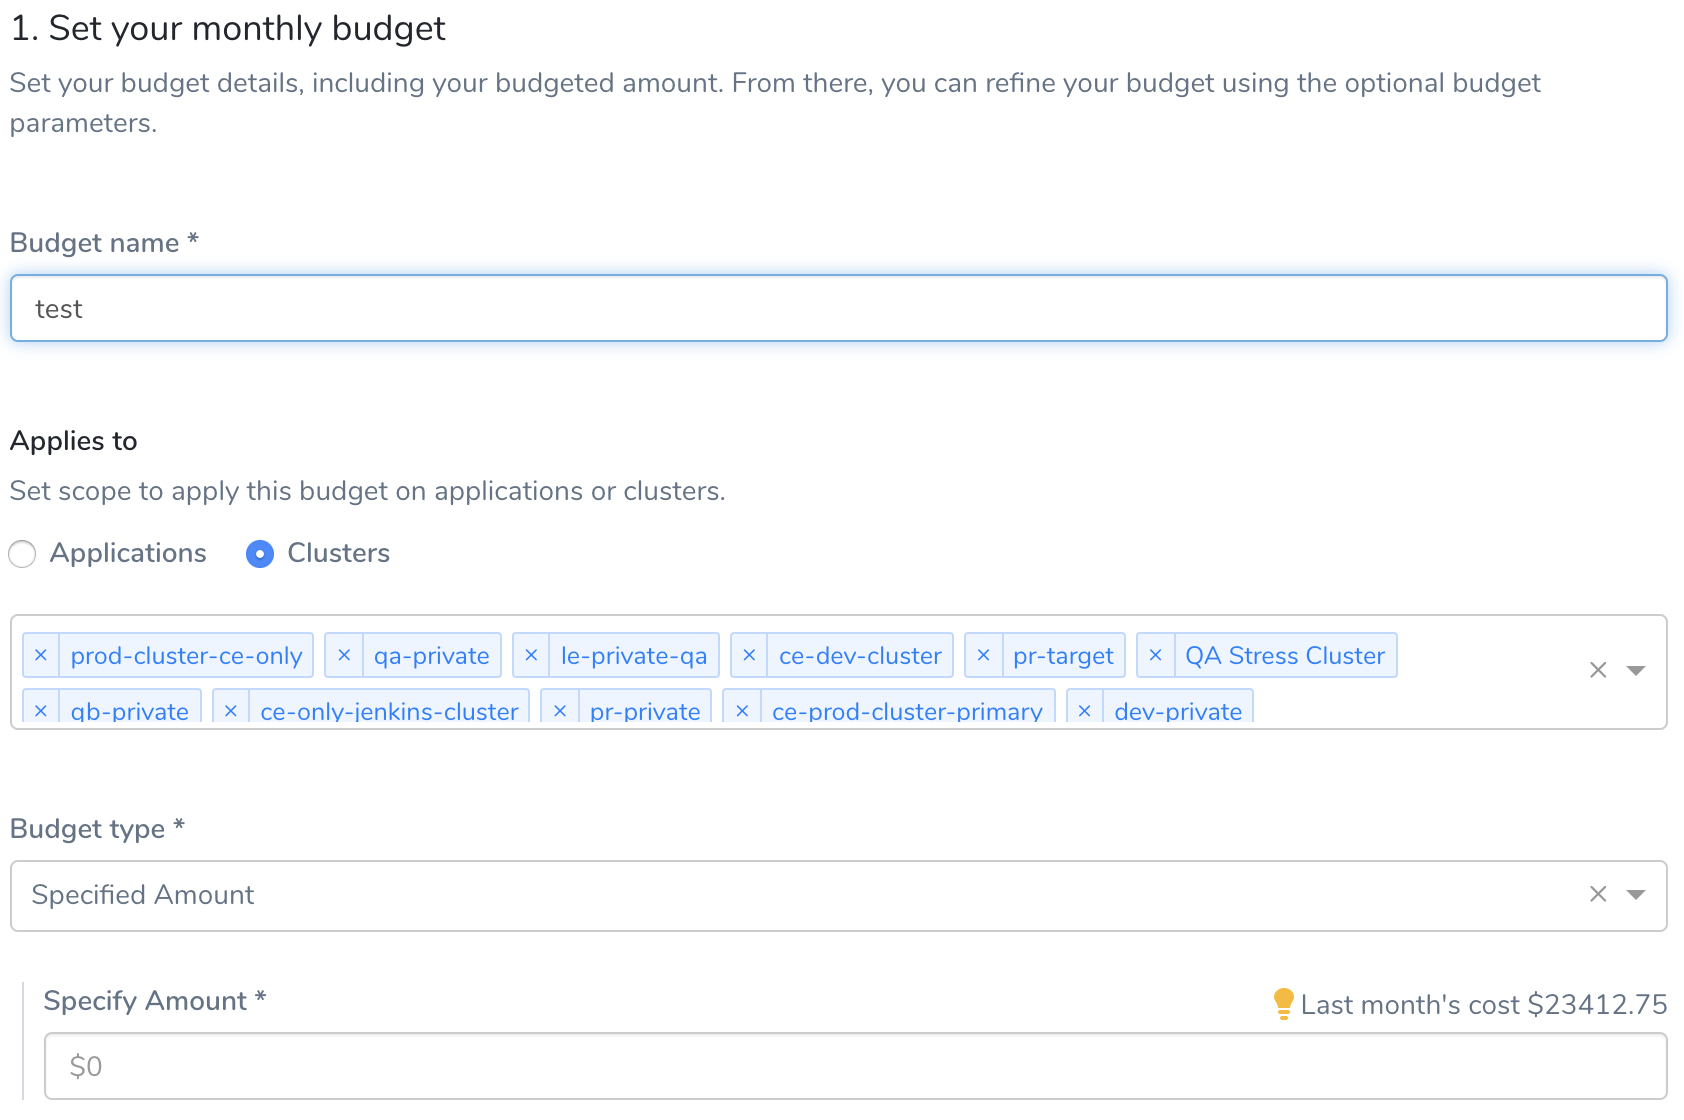 1. Set your monthly budget
Set your budget details, including your budgeted amount. From there, you can refine your budget using the optional budget
parameters.
Budget name *
test
Applies to
Set scope to apply this budget on applications or clusters.
Applications Clusters
× prod-cluster-ce-only × qa-private × le-private-qa × ce-dev-cluster × pr-target × QA Stress Cluster
× qb-private × ce-only-jenkins-cluster × pr-private × ce-prod-cluster-primary × dev-private
Budget type *
Specified Amount
Specify Amount * Last month's cost $23412.75
$0